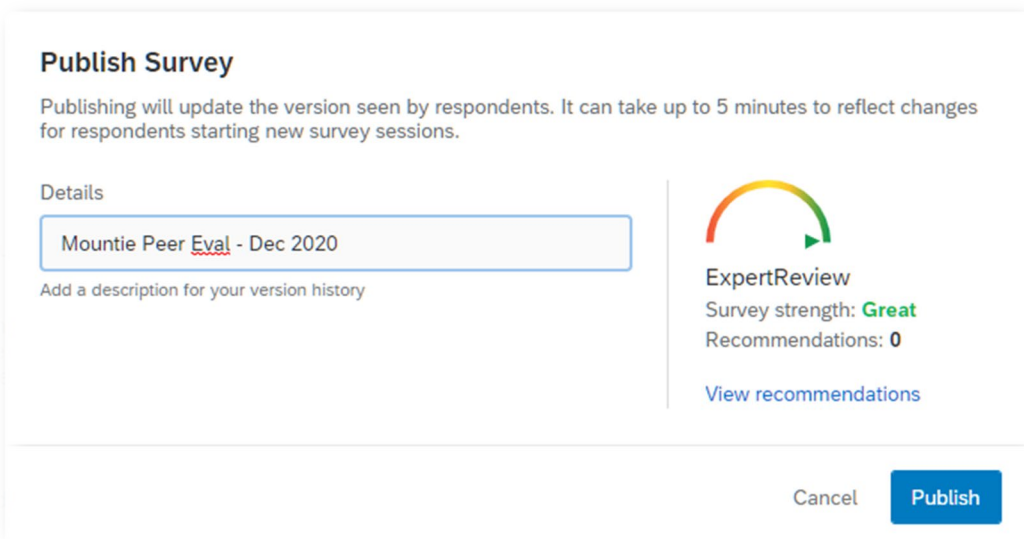 Publish Survey
Publishing will update the version seen by respondents. It can take up to 5 minutes to reflect changes
for respondents starting new survey sessions.
Details
Mountie Peer Eval - Dec 2020
Add a description for your version history
ExpertReview
Survey strength: Great
Recommendations: 0
View recommendations
Cancel
Publish